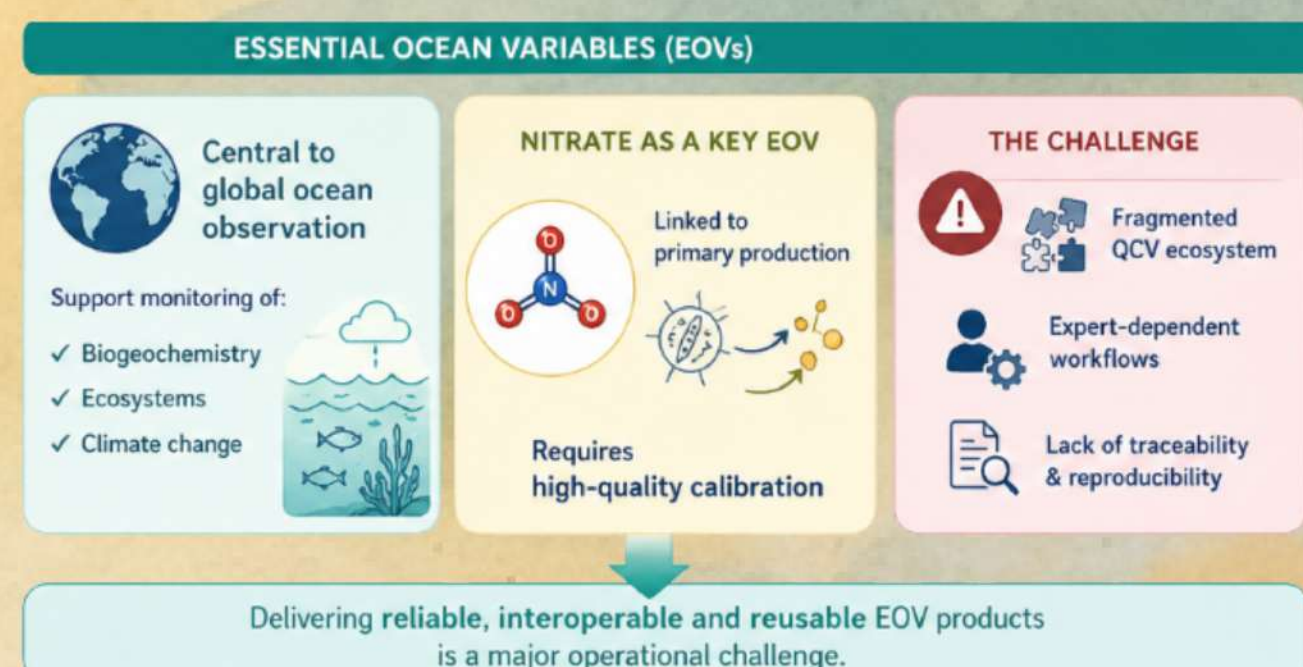 ESSENTIAL OCEAN VARIABLES (EOVs)
Central to
global ocean
observation
Support monitoring of:
✓ Biogeochemistry
✓ Ecosystems
✓ Climate change
NITRATE AS A KEY EOV
Linked to
primary production
O
N
O
O
Requires
high-quality calibration
THE CHALLENGE
!
Fragmented
QCV ecosystem
Expert-dependent
workflows
Lack of traceability
& reproducibility
Delivering reliable, interoperable and reusable EOV products
is a major operational challenge.